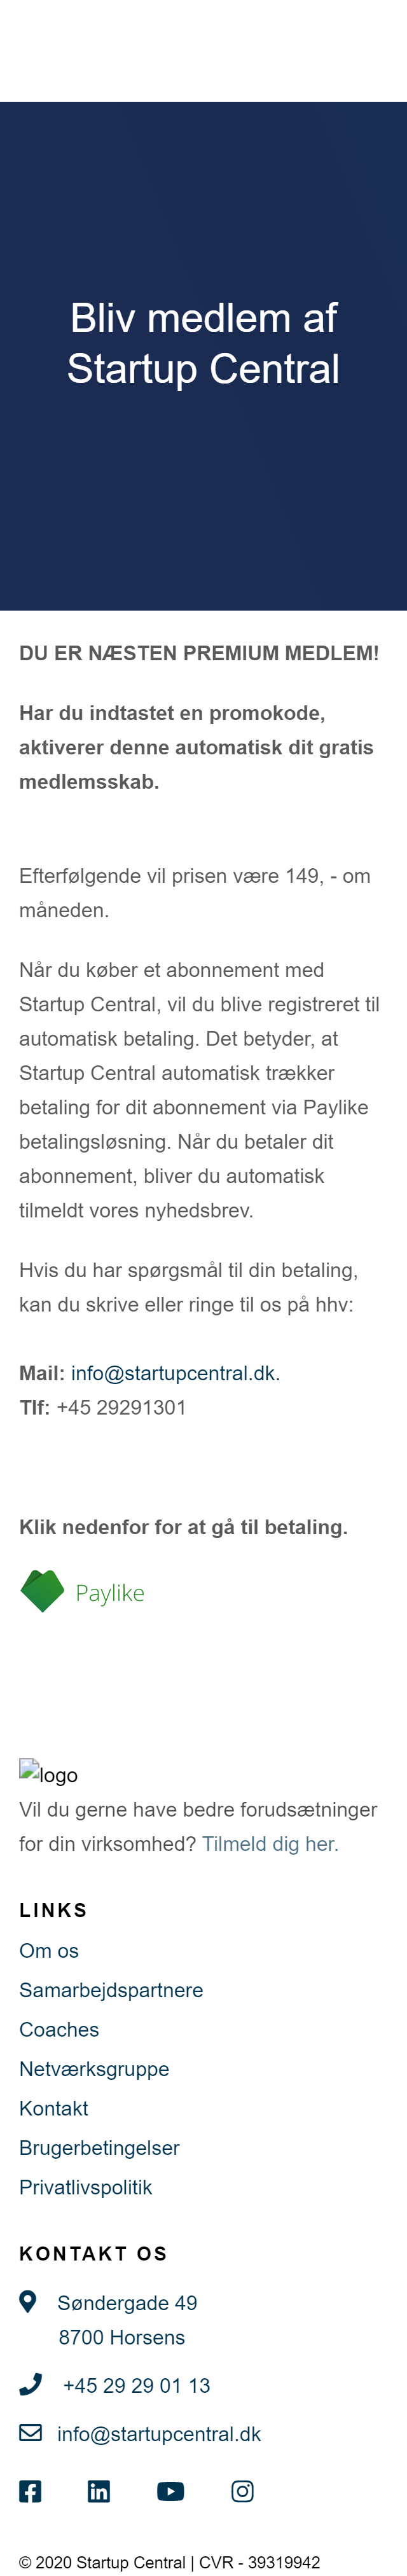 Bliv medlem af
Startup Central
DU ER NÆSTEN PREMIUM MEDLEM!
Har du indtastet en promokode,
aktiverer denne automatisk dit gratis
medlemsskab.
Efterfølgende vil prisen være 149, - om
måneden.
Når du køber et abonnement med
Startup Central, vil du blive registreret til
automatisk betaling. Det betyder, at
Startup Central automatisk trækker
betaling for dit abonnement via Paylike
betalingsløsning. Når du betaler dit
abonnement, bliver du automatisk
tilmeldt vores nyhedsbrev.
Hvis du har spørgsmål til din betaling,
kan du skrive eller ringe til os på hhv:
Mail: info@startupcentral.dk.
Tlf: +45 29291301
Klik nedenfor for at gå til betaling.
Paylike
logo
Vil du gerne have bedre forudsætninger
for din virksomhed? Tilmeld dig her.
LINKS
Om os
Samarbejdspartnere
Coaches
Netværksgruppe
Kontakt
Brugerbetingelser
Privatlivspolitik
KONTAKT OS
Søndergade 49
8700 Horsens
+45 29 29 01 13
info@startupcentral.dk
© 2020 Startup Central | CVR - 39319942